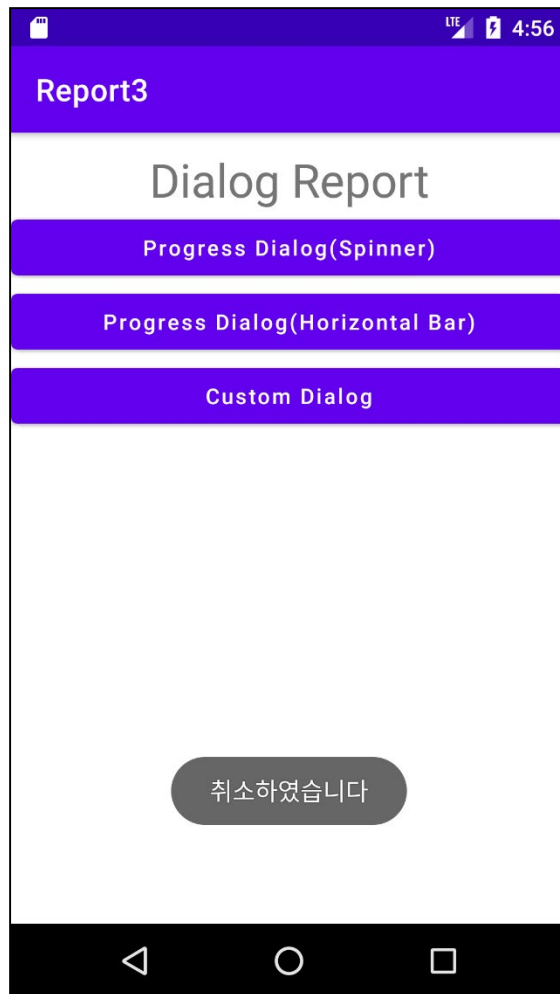 LTE 4:56
Report3
Dialog Report
Progress Dialog(Spinner)
Progress Dialog(Horizontal Bar)
Custom Dialog
취소하였습니다